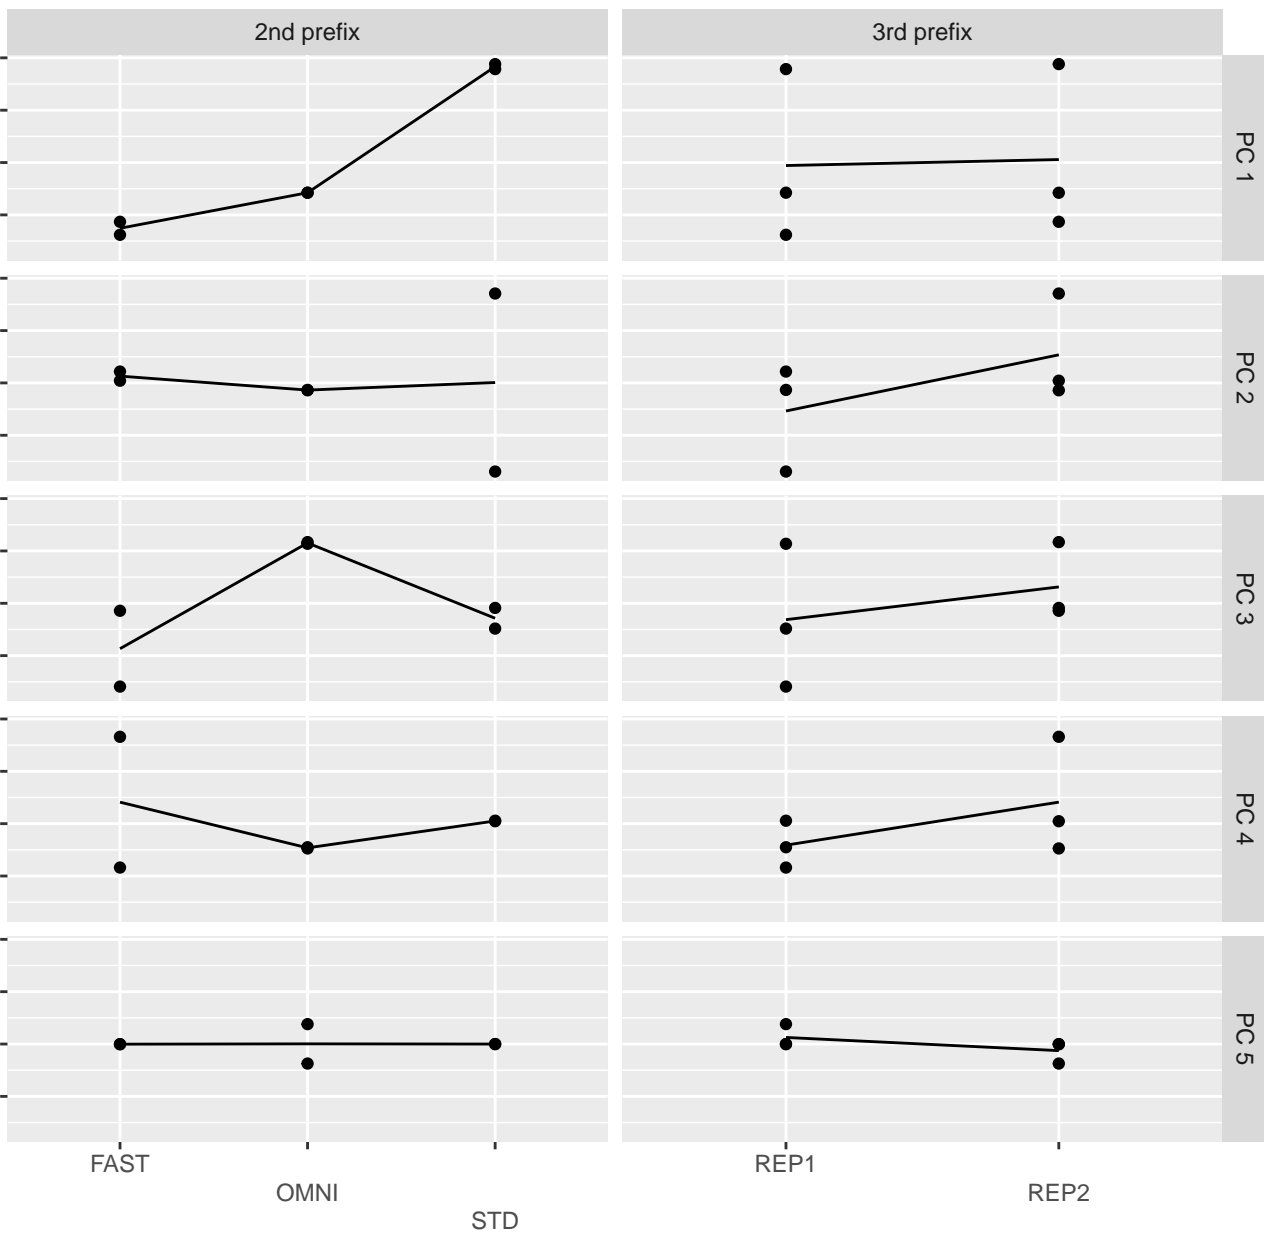 2nd prefix
3rd prefix
PC 1
PC 2
PC 3
PC 4
PC 5
FAST
OMNI
STD
REP1
REP2